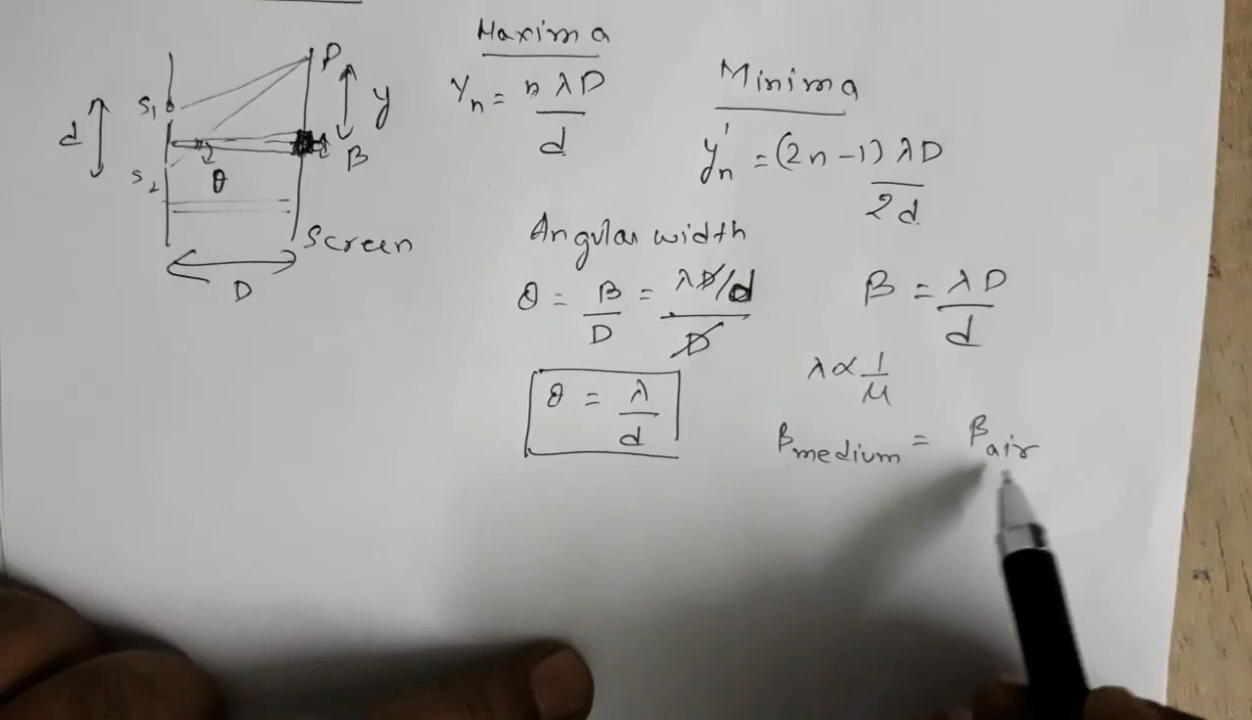 S₁
S₂
d
P
y
β
θ
Screen
D
Maxima
Yₙ = nλD/d
Minima
y'ₙ = (2n-1)λD/2d
Angular width
θ = β/D = λD/d/D
β = λD/d
θ = λ/d
λ ∝ 1/μ
βmedium = βair